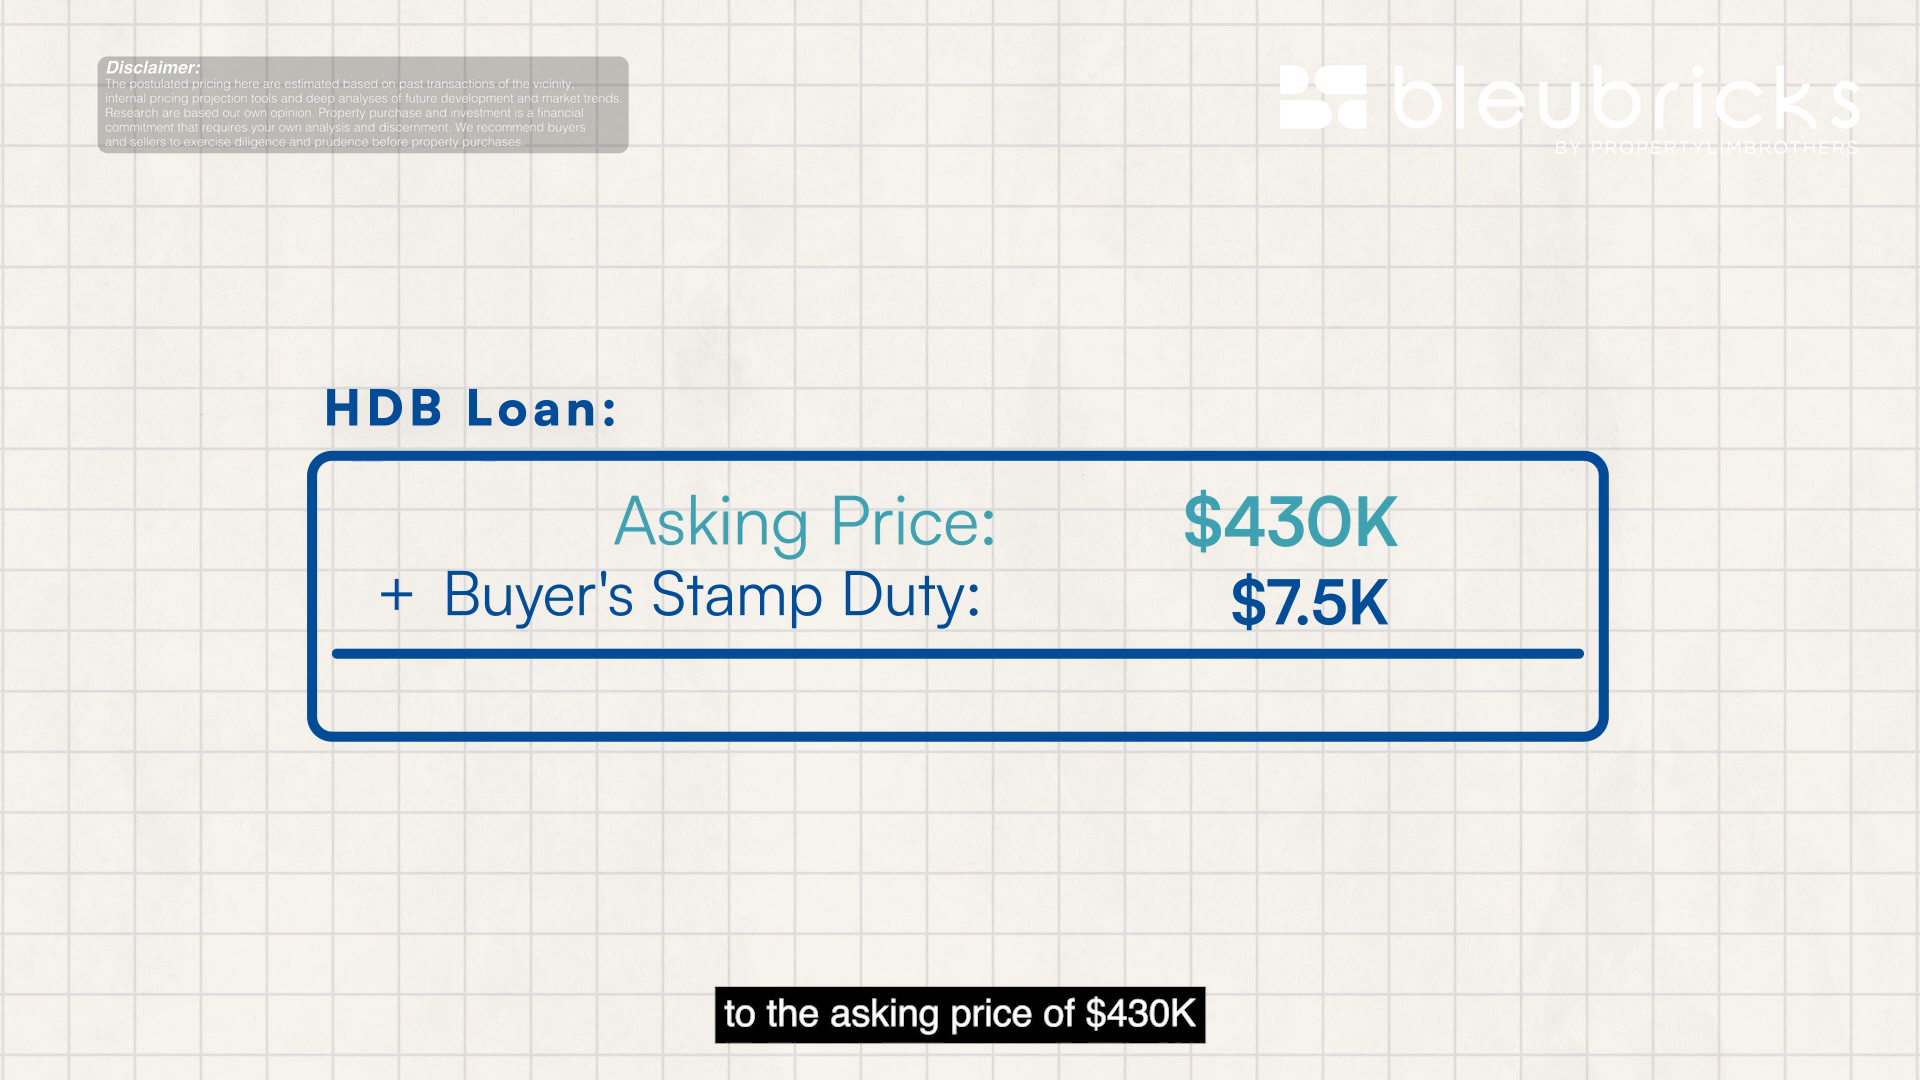 Disclaimer:
The postulated pricing here are estimated based on past transactions of the vicinity,
internal pricing projection tools and deep analyses of future development and market trends.
Research are based our own opinion. Property purchase and investment is a financial
commitment that requires your own analysis and discernment. We recommend buyers
and sellers to exercise diligence and prudence before property purchases.
bleubricks
BY PROPERTYLIMBROTHERS
HDB Loan:
Asking Price: $430K
+ Buyer's Stamp Duty: $7.5K
to the asking price of $430K